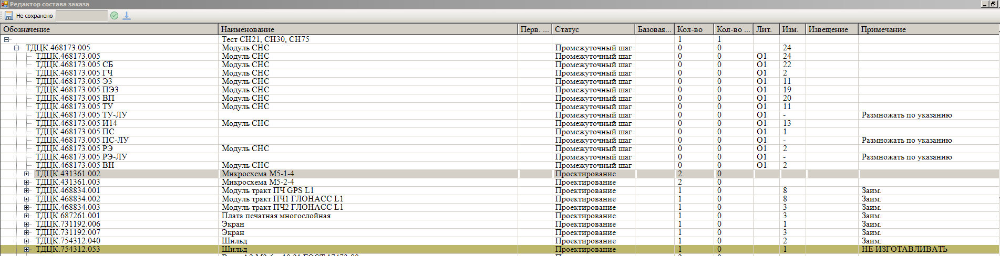 Редактор состава заказа
Не сохранено
Обозначение Наименование Перв. ... Статус Базовая... Кол-во Кол-во ... Лит. Изм. Извещение Примечание
Тест СН21, СН30, СН75 1 1
ТДЦК.468173.005 Модуль СНС Промежуточный шаг 0 0 24
ТДЦК.468173.005 Модуль СНС Промежуточный шаг 0 0 О1 24
ТДЦК.468173.005 СБ Модуль СНС Промежуточный шаг 0 0 О1 22
ТДЦК.468173.005 ГЧ Модуль СНС Промежуточный шаг 0 0 О1 2
ТДЦК.468173.005 Э3 Модуль СНС Промежуточный шаг 0 0 О1 11
ТДЦК.468173.005 ПЭ3 Модуль СНС Промежуточный шаг 0 0 О1 19
ТДЦК.468173.005 ВП Модуль СНС Промежуточный шаг 0 0 О1 20
ТДЦК.468173.005 ТУ Модуль СНС Промежуточный шаг 0 0 О1 11
ТДЦК.468173.005 ТУ-ЛУ Промежуточный шаг 0 0 О1 - Размножать по указанию
ТДЦК.468173.005 И14 Модуль СНС Промежуточный шаг 0 0 О1 13
ТДЦК.468173.005 ПС Промежуточный шаг 0 0 О1 1
ТДЦК.468173.005 ПС-ЛУ Промежуточный шаг 0 0 О1 - Размножать по указанию
ТДЦК.468173.005 РЭ Модуль СНС Промежуточный шаг 0 0 О1 2
ТДЦК.468173.005 РЭ-ЛУ Промежуточный шаг 0 0 О1 - Размножать по указанию
ТДЦК.468173.005 ВН Модуль СНС Промежуточный шаг 0 0 О1 2
ТДЦК.431361.002 Микросхема М5-1-4 Проектирование 2 0
ТДЦК.431361.003 Микросхема М5-2-4 Проектирование 2 0
ТДЦК.468834.001 Модуль тракт ПЧ GPS L1 Проектирование 1 0 8 Заим.
ТДЦК.468834.002 Модуль тракт ПЧ1 ГЛОНАСС L1 Проектирование 1 0 8 Заим.
ТДЦК.468834.003 Модуль тракт ПЧ2 ГЛОНАСС L1 Проектирование 1 0 3 Заим.
ТДЦК.687261.001 Плата печатная многослойная Проектирование 1 0 3 Заим.
ТДЦК.731192.006 Экран Проектирование 1 0 1 Заим.
ТДЦК.731192.007 Экран Проектирование 1 0 3 Заим.
ТДЦК.754312.040 Шильд Проектирование 1 0 2 Заим.
ТДЦК.754312.053 Шильд Проектирование 1 0 1 НЕ ИЗГОТАВЛИВАТЬ